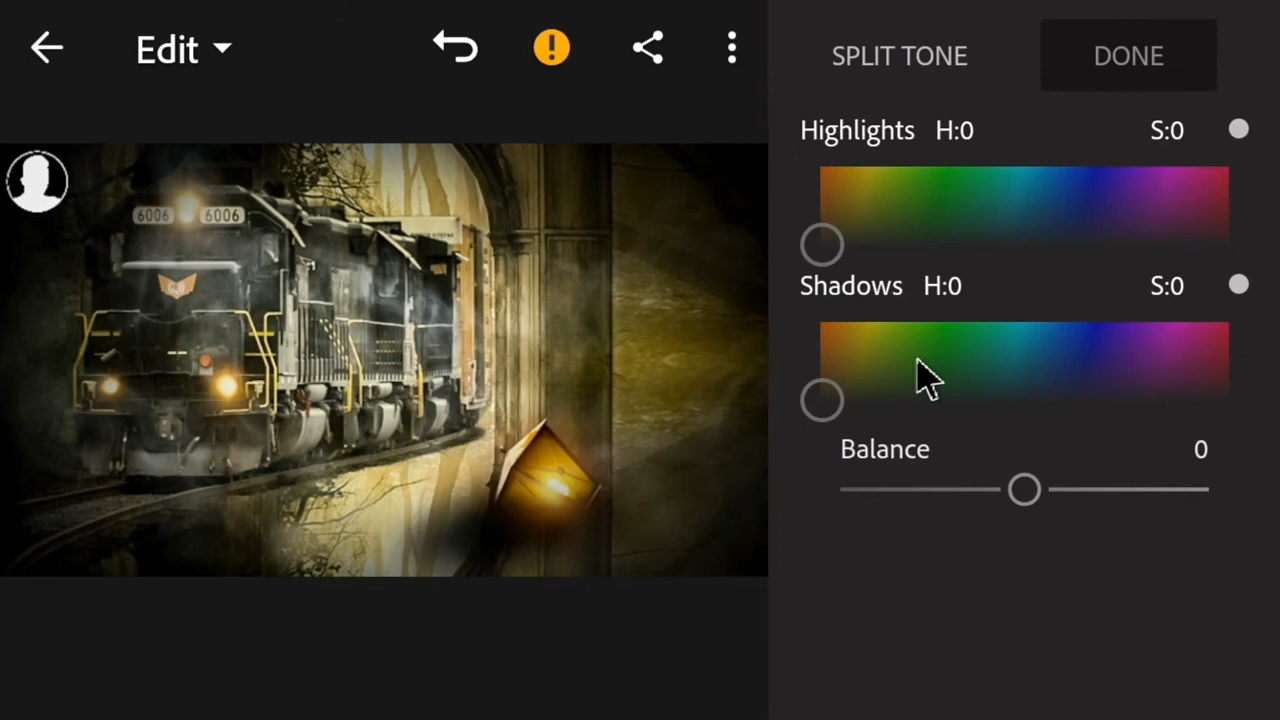 Edit
SPLIT TONE DONE
Highlights H:0 S:0
6006 6006
Shadows H:0 S:0
Balance 0